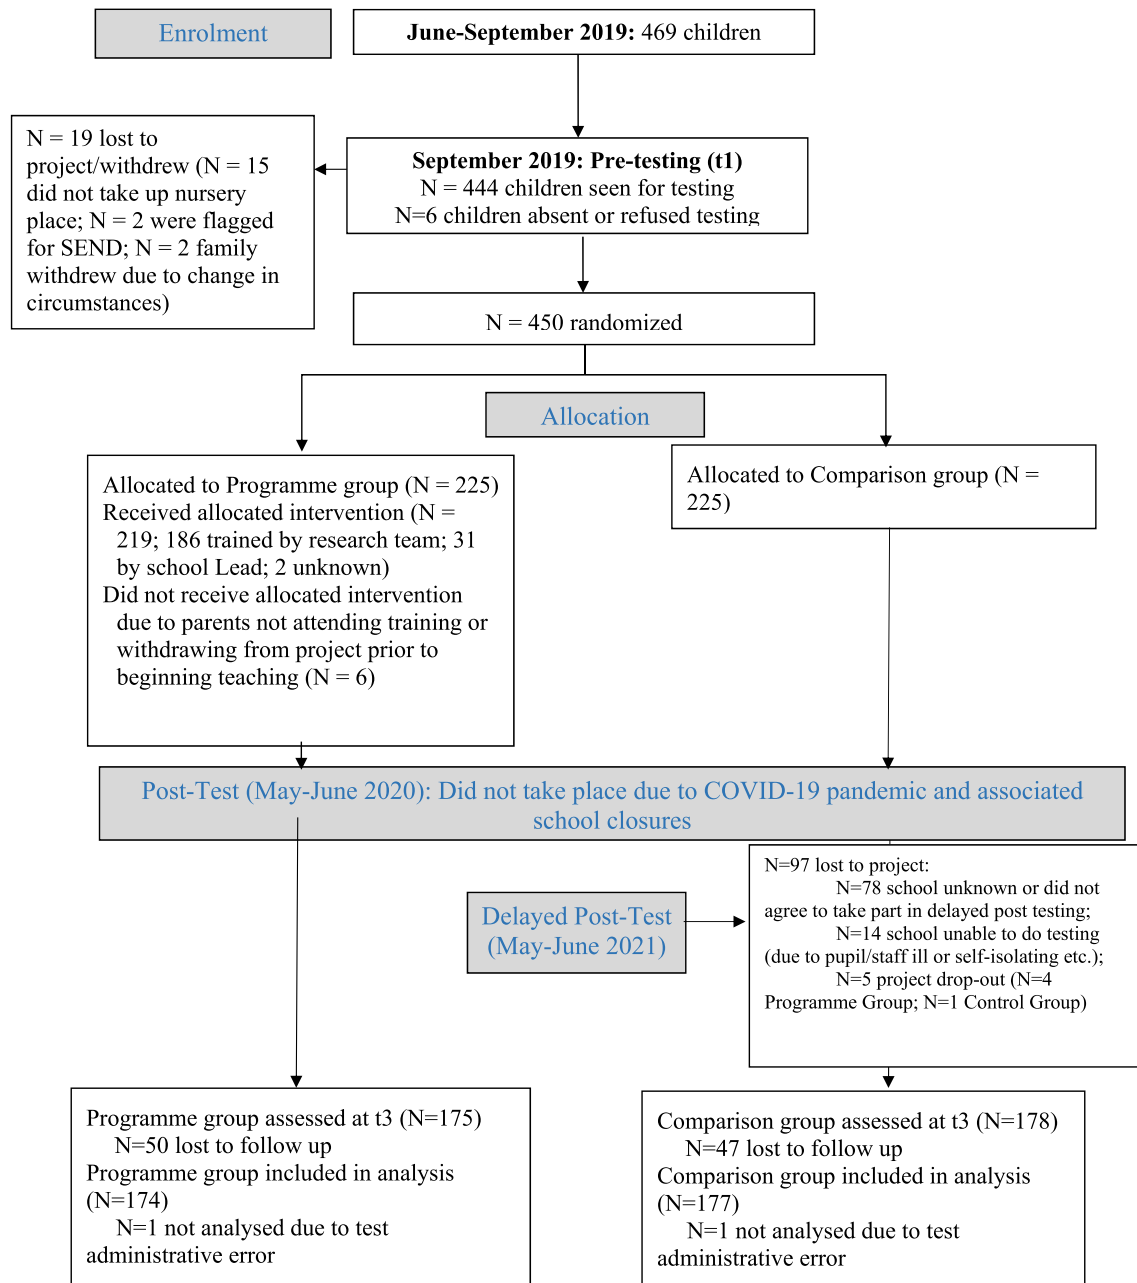 Enrolment
June-September 2019: 469 children
N = 19 lost to
project/withdrew (N = 15
did not take up nursery
place; N = 2 were flagged
for SEND; N = 2 family
withdrew due to change in
circumstances)
September 2019: Pre-testing (t1)
N = 444 children seen for testing
N=6 children absent or refused testing
N = 450 randomized
Allocation
Allocated to Programme group (N = 225)
Received allocated intervention (N =
219; 186 trained by research team; 31
by school Lead; 2 unknown)
Did not receive allocated intervention
due to parents not attending training or
withdrawing from project prior to
beginning teaching (N = 6)
Allocated to Comparison group (N =
225)
Post-Test (May-June 2020): Did not take place due to COVID-19 pandemic and associated
school closures
Delayed Post-Test
(May-June 2021)
N=97 lost to project:
N=78 school unknown or did not
agree to take part in delayed post testing;
N=14 school unable to do testing
(due to pupil/staff ill or self-isolating etc.);
N=5 project drop-out (N=4
Programme Group; N=1 Control Group)
Programme group assessed at t3 (N=175)
N=50 lost to follow up
Programme group included in analysis
(N=174)
N=1 not analysed due to test
administrative error
Comparison group assessed at t3 (N=178)
N=47 lost to follow up
Comparison group included in analysis
(N=177)
N=1 not analysed due to test
administrative error